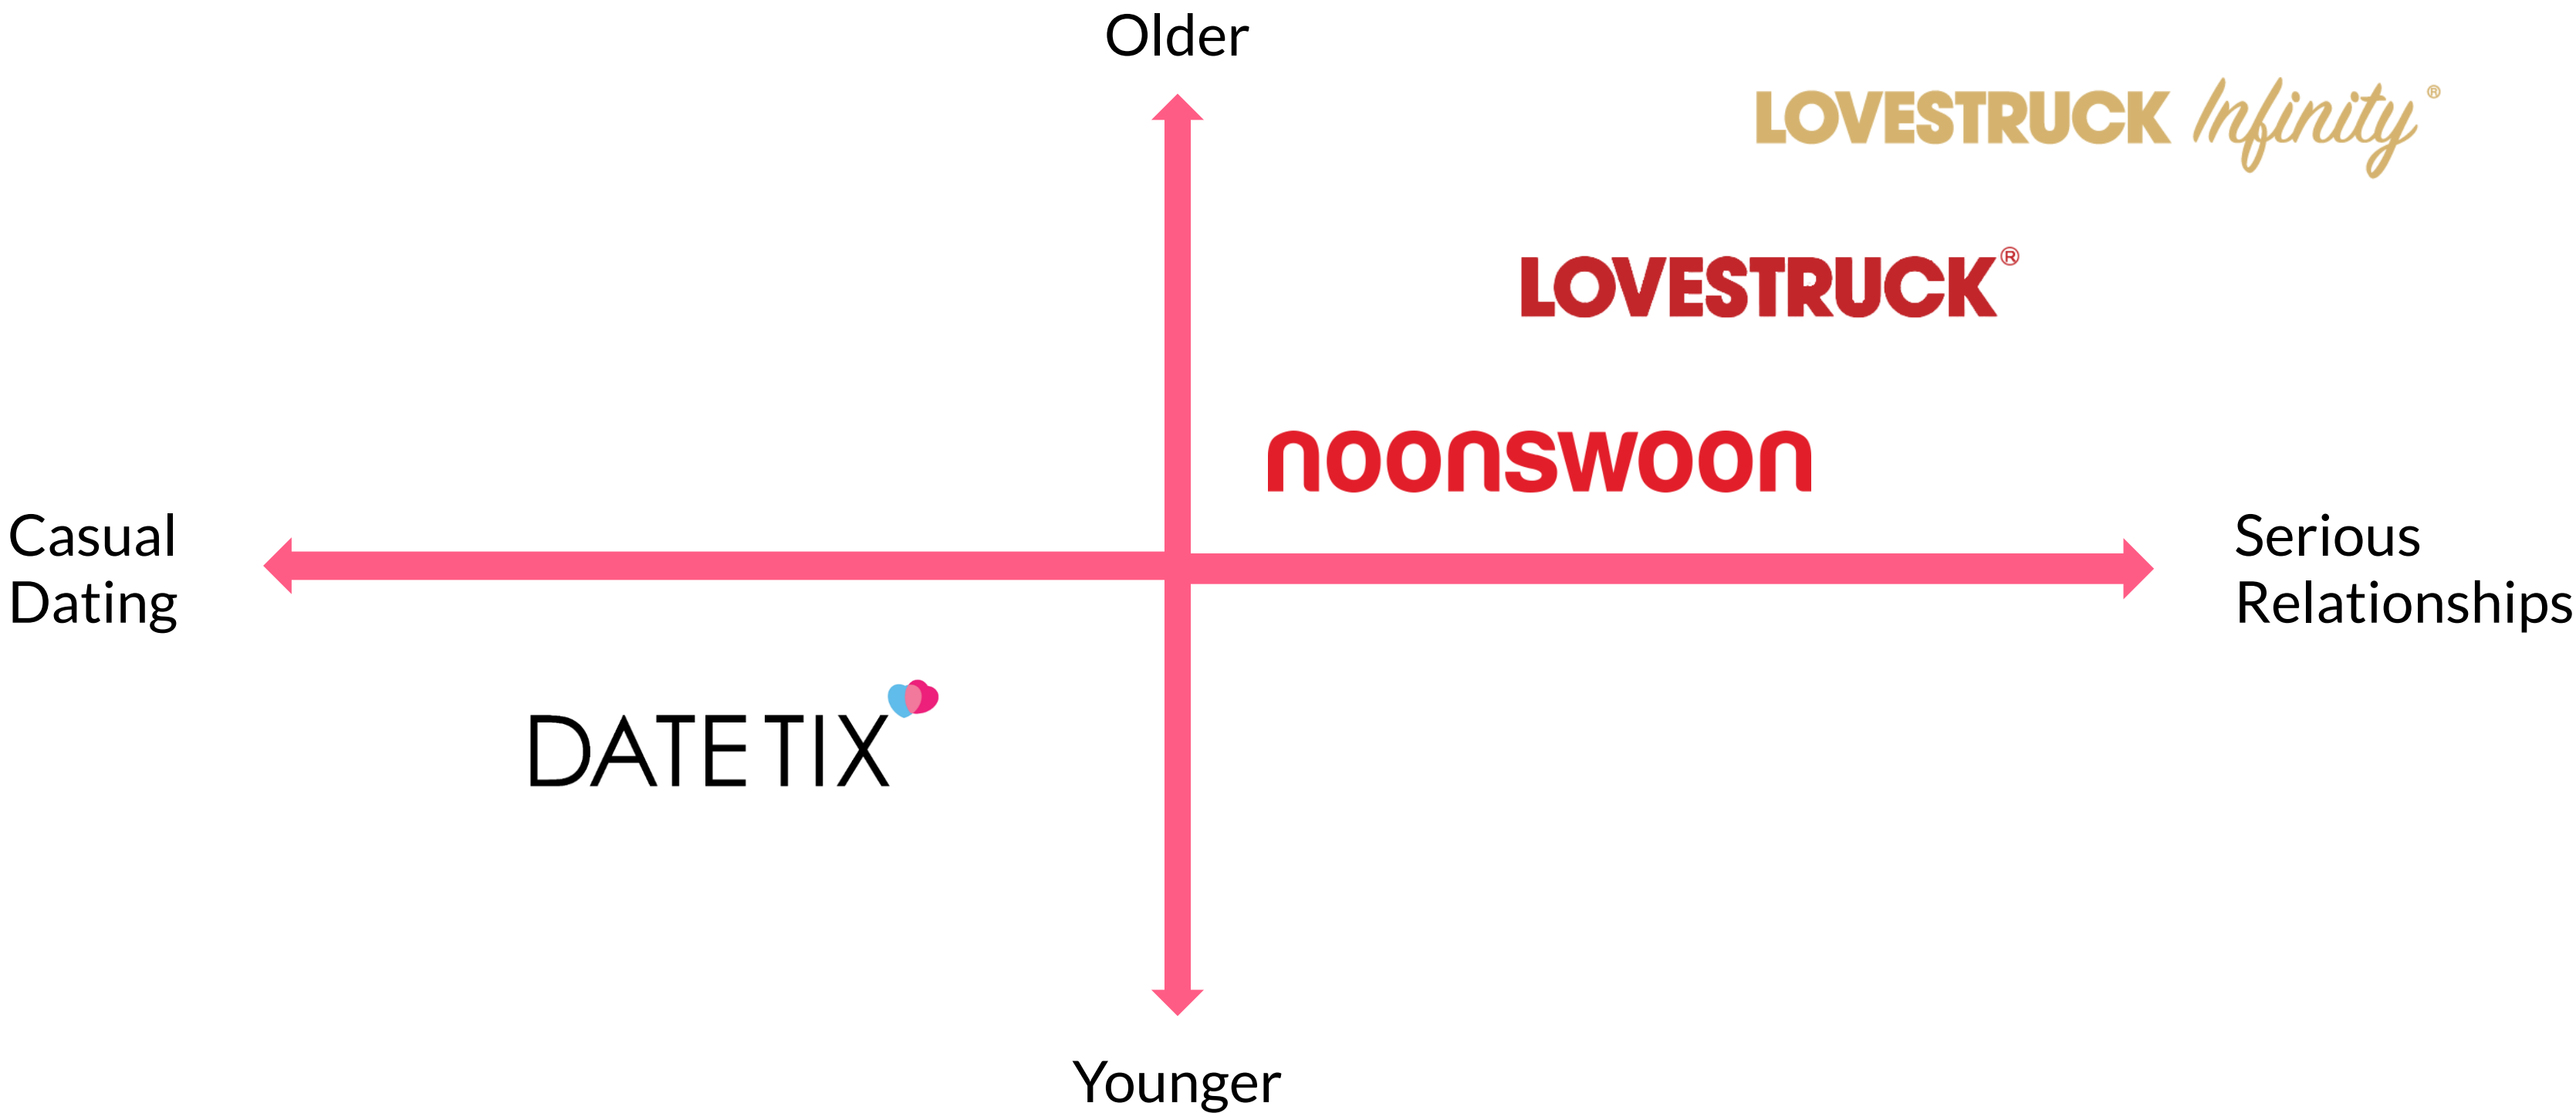 Older
LOVESTRUCK Infinity®
LOVESTRUCK®
noonswoon
Casual
Dating
Serious
Relationships
DATETIX
Younger